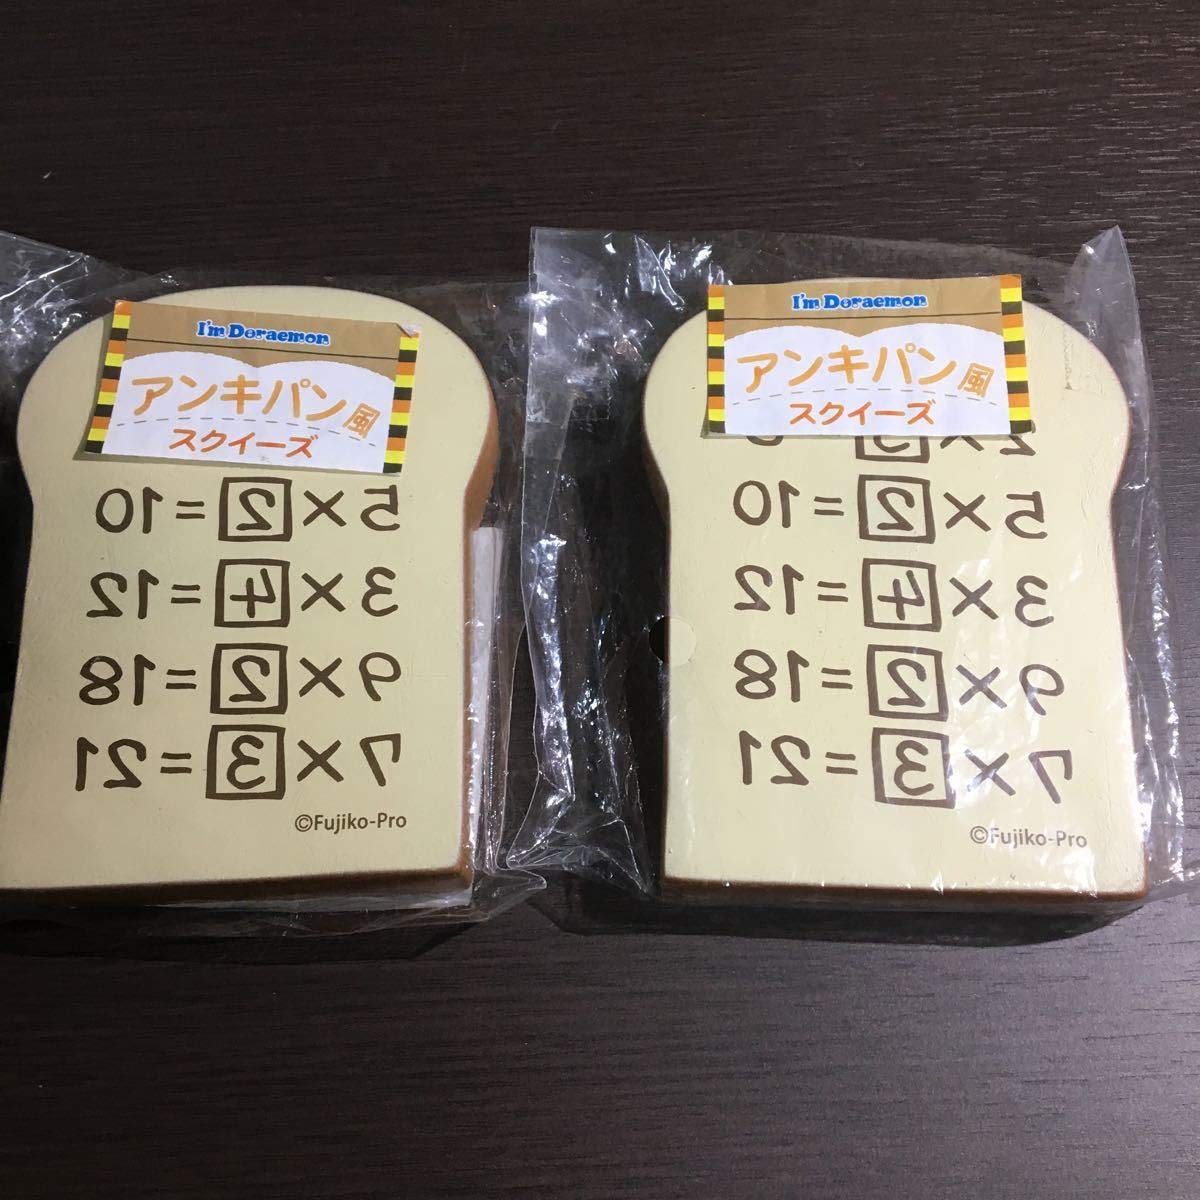 I'm Doraemon
アンキパン風
スクイーズ
5×2=10
3×4=12
9×2=18
7×3=21
©Fujiko-Pro
I'm Doraemon
アンキパン風
スクイーズ
5×2=10
3×4=12
9×2=18
7×3=21
©Fujiko-Pro